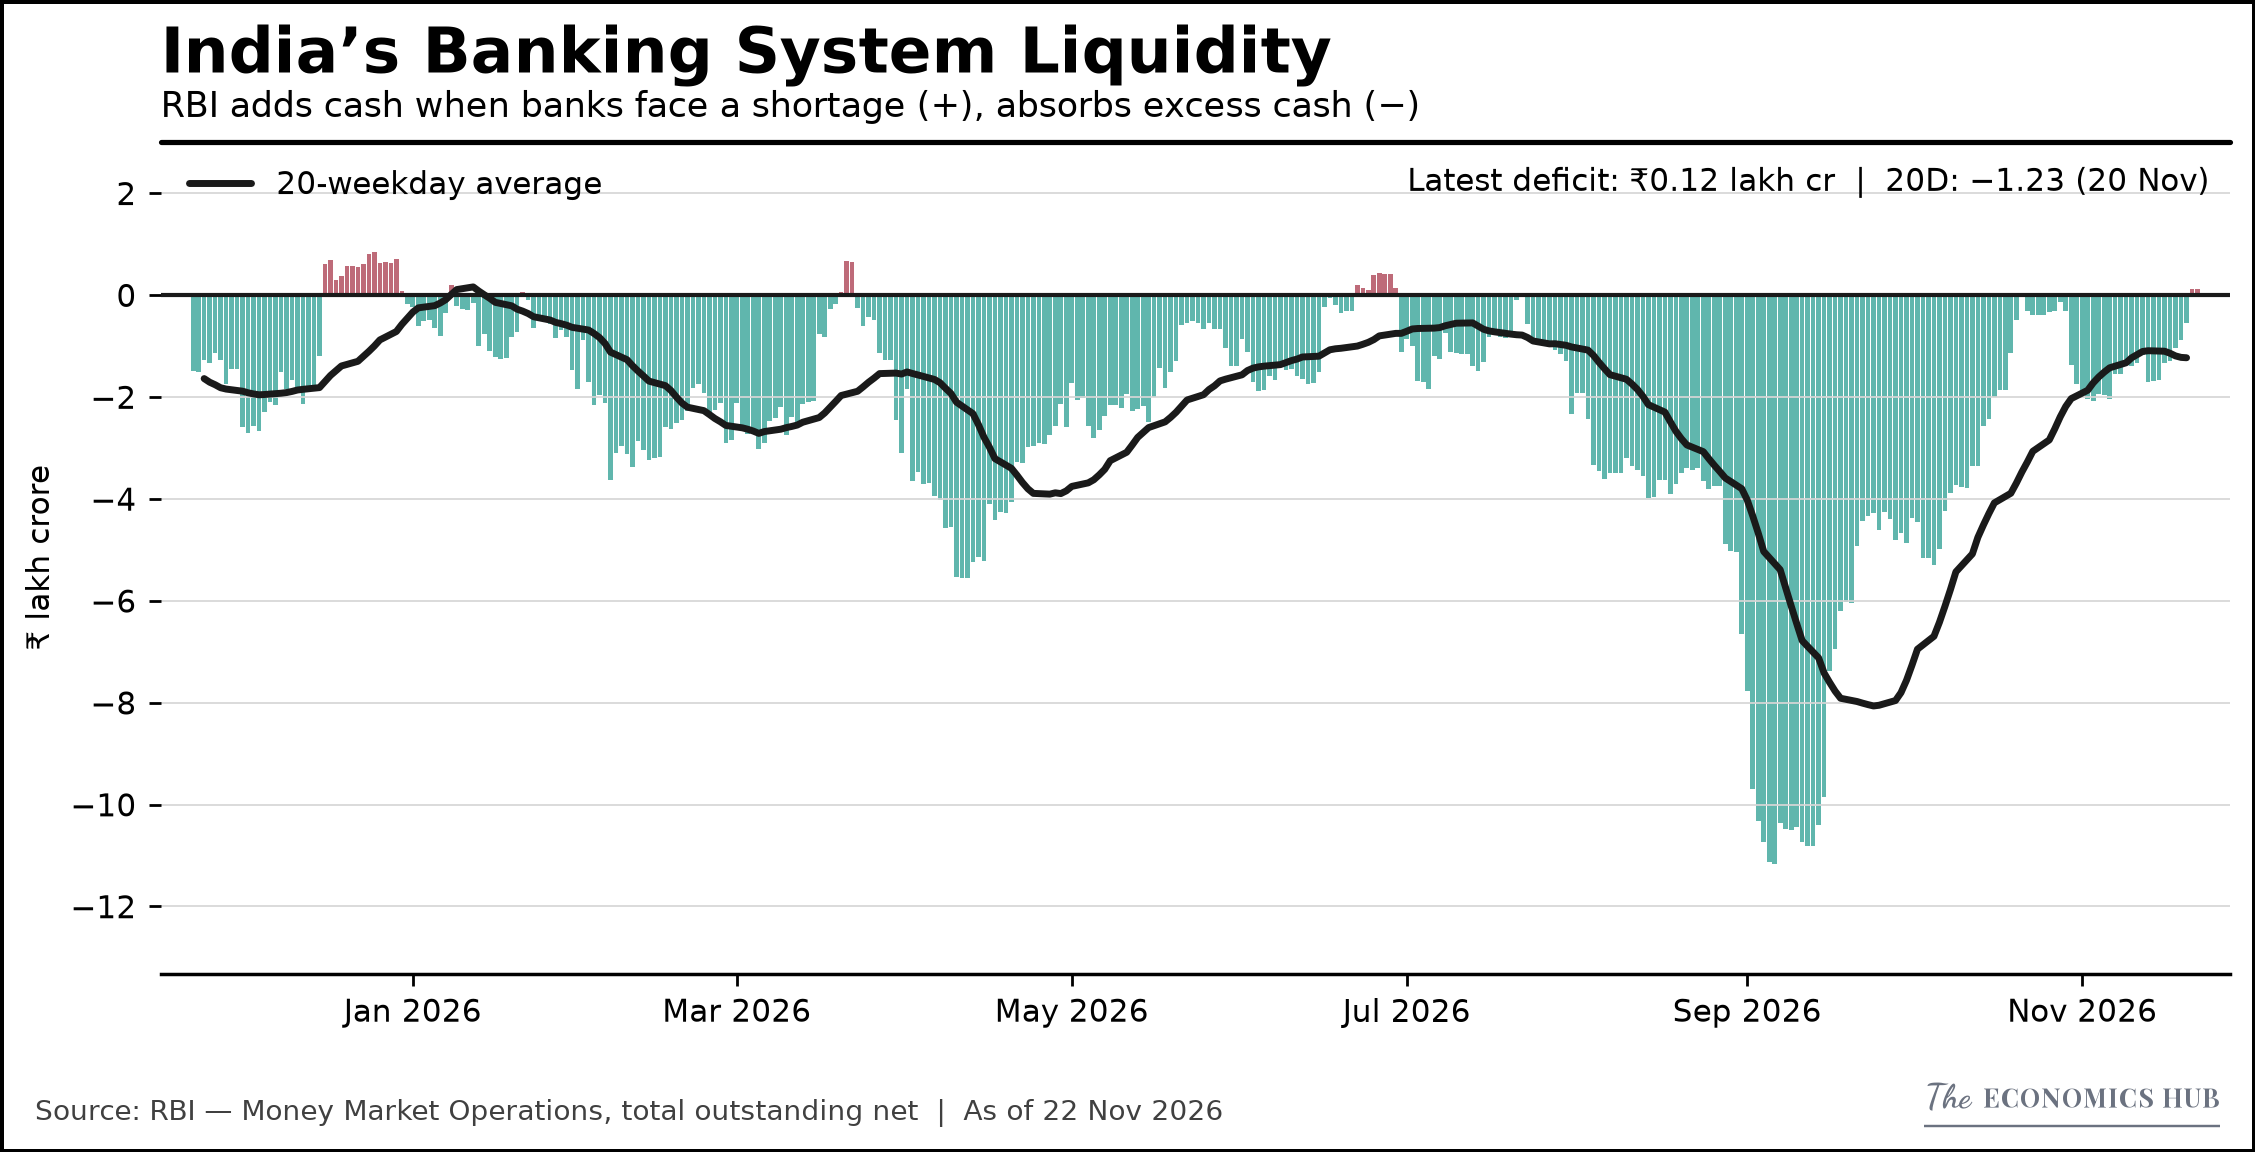 India’s Banking System Liquidity
RBI adds cash when banks face a shortage (+), absorbs excess cash (−)
20-weekday average
Latest deficit: ₹0.12 lakh cr | 20D: −1.23 (20 Nov)
₹ lakh crore
2
0
−2
−4
−6
−8
−10
−12
Jan 2026
Mar 2026
May 2026
Jul 2026
Sep 2026
Nov 2026
Source: RBI — Money Market Operations, total outstanding net | As of 22 Nov 2026
The ECONOMICS HUB